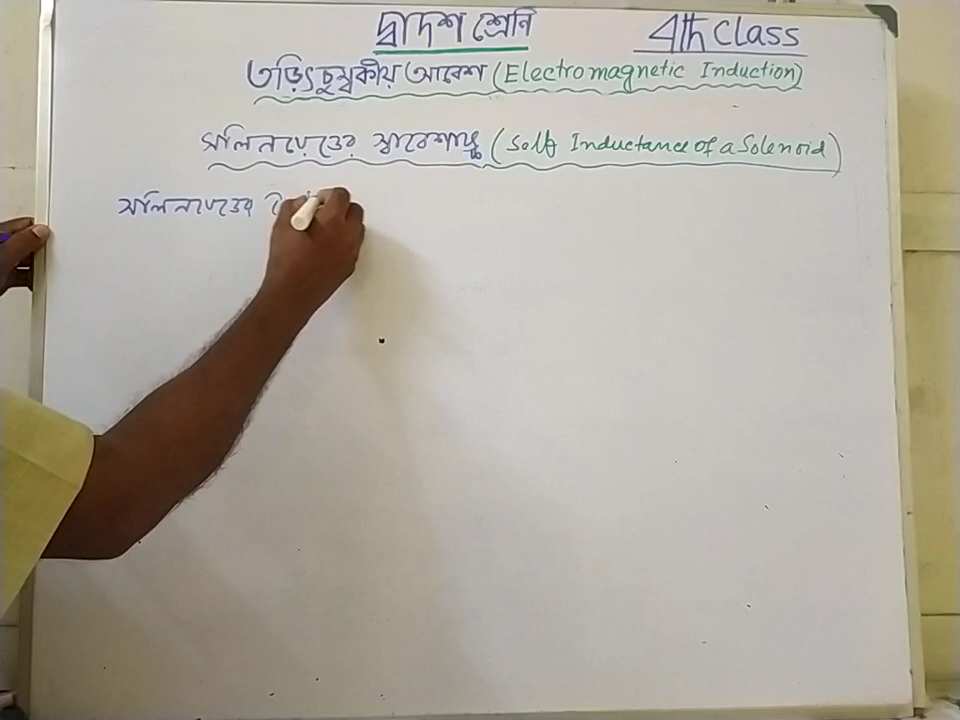 দ্বাদশ শ্রেনি 4th Class
তড়িৎচুম্বকীয় আবেশ (Electromagnetic Induction)
সলিনয়েডের স্বাবেশাঙ্ক (Self Inductance of a Solenoid)
সলিনয়েডের